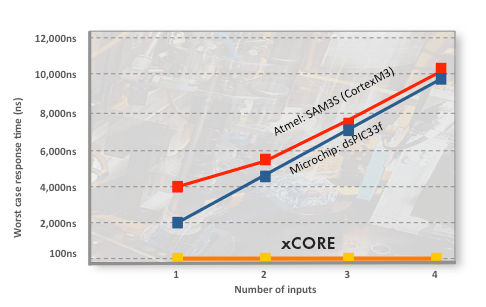 12,000ns
10,000ns
8,000ns
6,000ns
4,000ns
2,000ns
100ns
Worst case response time (ns)
Atmel: SAM3S (CortexM3)
Microchip: dsPIC33f
xCORE
1 2 3 4
Number of inputs